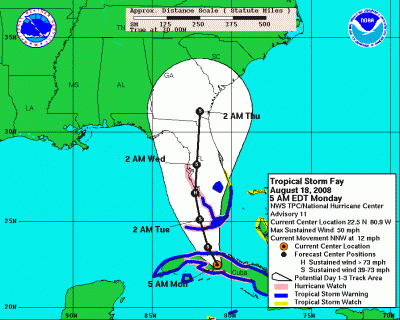 Approx. Distance Scale ( Statute Miles )
SM 125 250 375 500
True at 30.00N
NOAA
35N
SC
GA
MS
AL
LA
2 AM Thu
30N
2 AM Wed
FL
25N
2 AM Tue
5 AM Mon
Cuba
20N
90W
85W
80W
75W
Tropical Storm Fay
August 18, 2008
5 AM EDT Monday
NWS TPC/National Hurricane Center
Advisory 11
Current Center Location 22.5 N 80.9 W
Max Sustained Wind 50 mph
Current Movement NNW at 12 mph
Current Center Location
Forecast Center Positions
H Sustained wind > 73 mph
S Sustained wind 39-73 mph
Potential Day 1-3 Track Area
Hurricane Watch
Tropical Storm Warning
Tropical Storm Watch